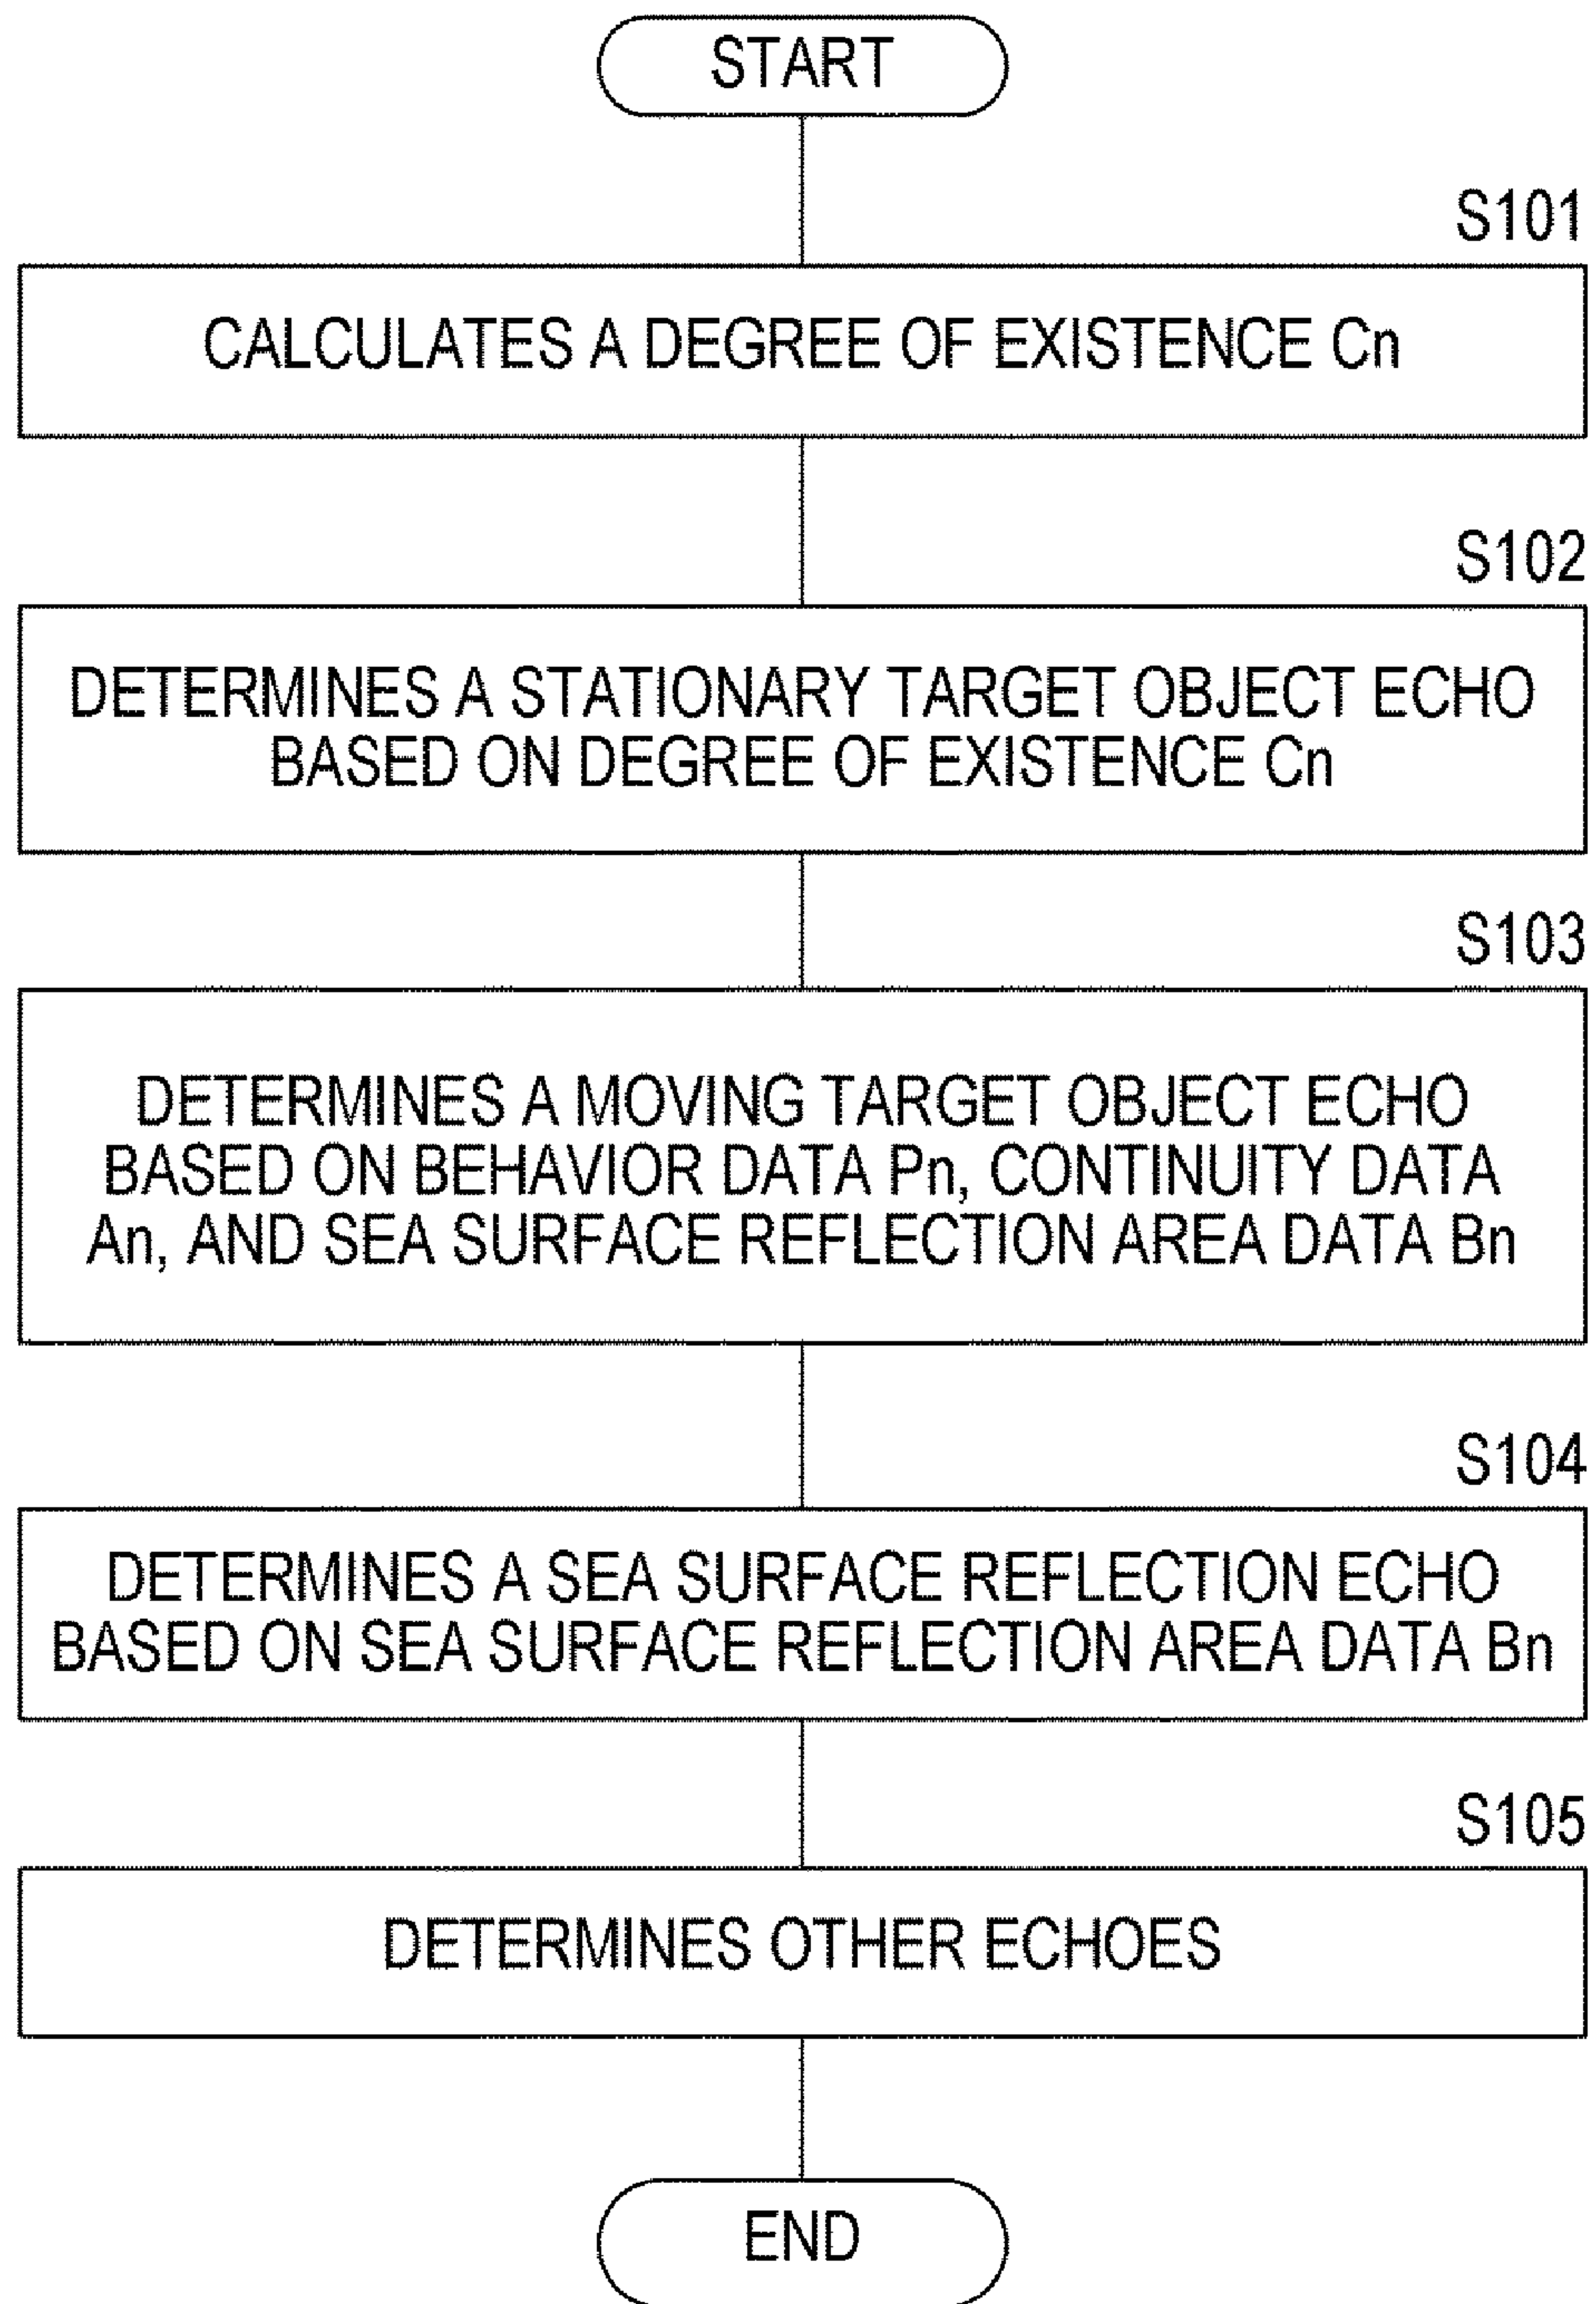 START
S101
CALCULATES A DEGREE OF EXISTENCE Cn
S102
DETERMINES A STATIONARY TARGET OBJECT ECHO
BASED ON DEGREE OF EXISTENCE Cn
S103
DETERMINES A MOVING TARGET OBJECT ECHO
BASED ON BEHAVIOR DATA Pn, CONTINUITY DATA
An, AND SEA SURFACE REFLECTION AREA DATA Bn
S104
DETERMINES A SEA SURFACE REFLECTION ECHO
BASED ON SEA SURFACE REFLECTION AREA DATA Bn
S105
DETERMINES OTHER ECHOES
END